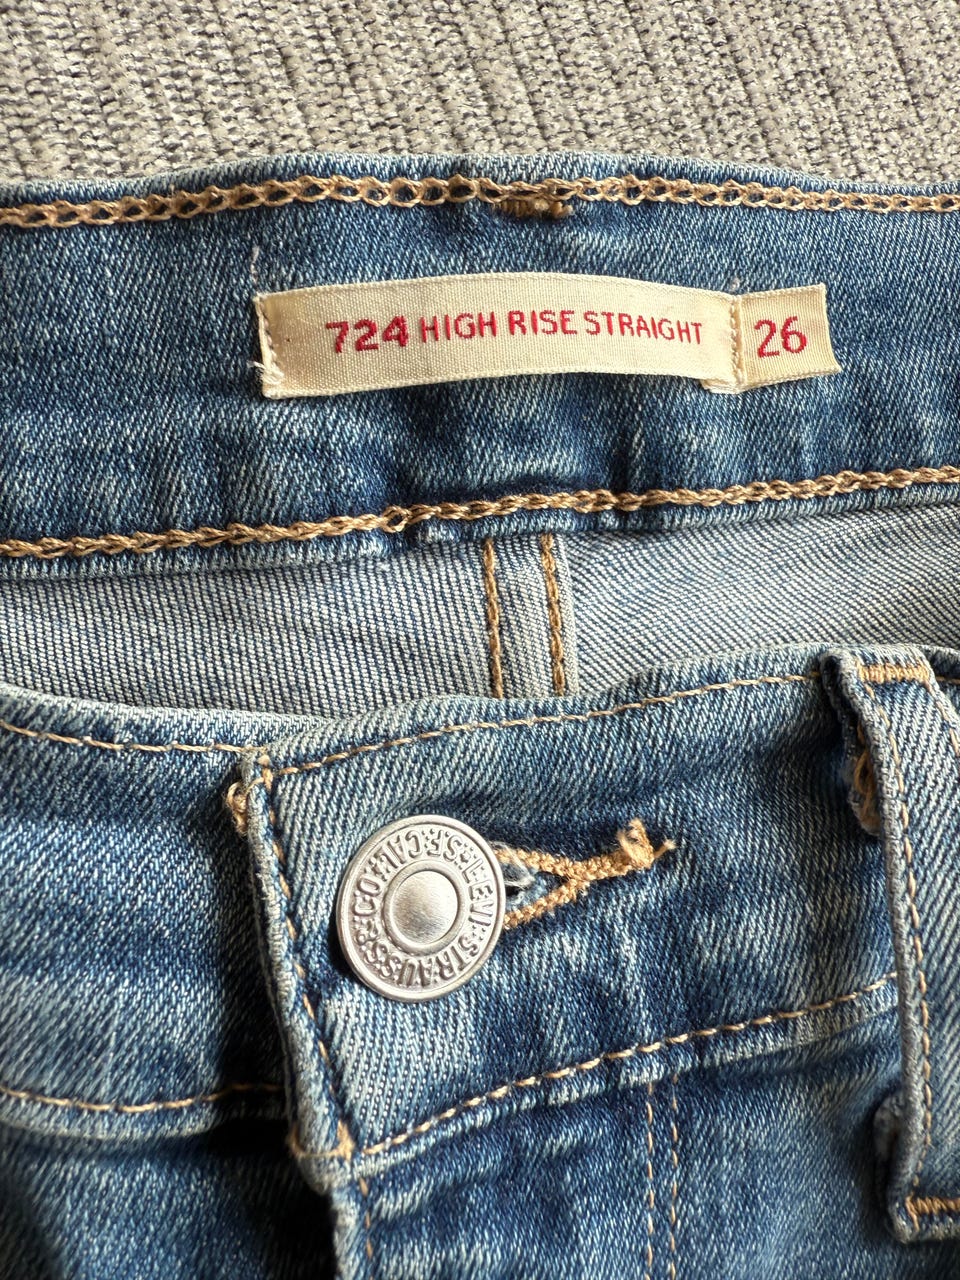 724 HIGH RISE STRAIGHT 26
LEVI STRAUSS & CO. S.F. CAL.